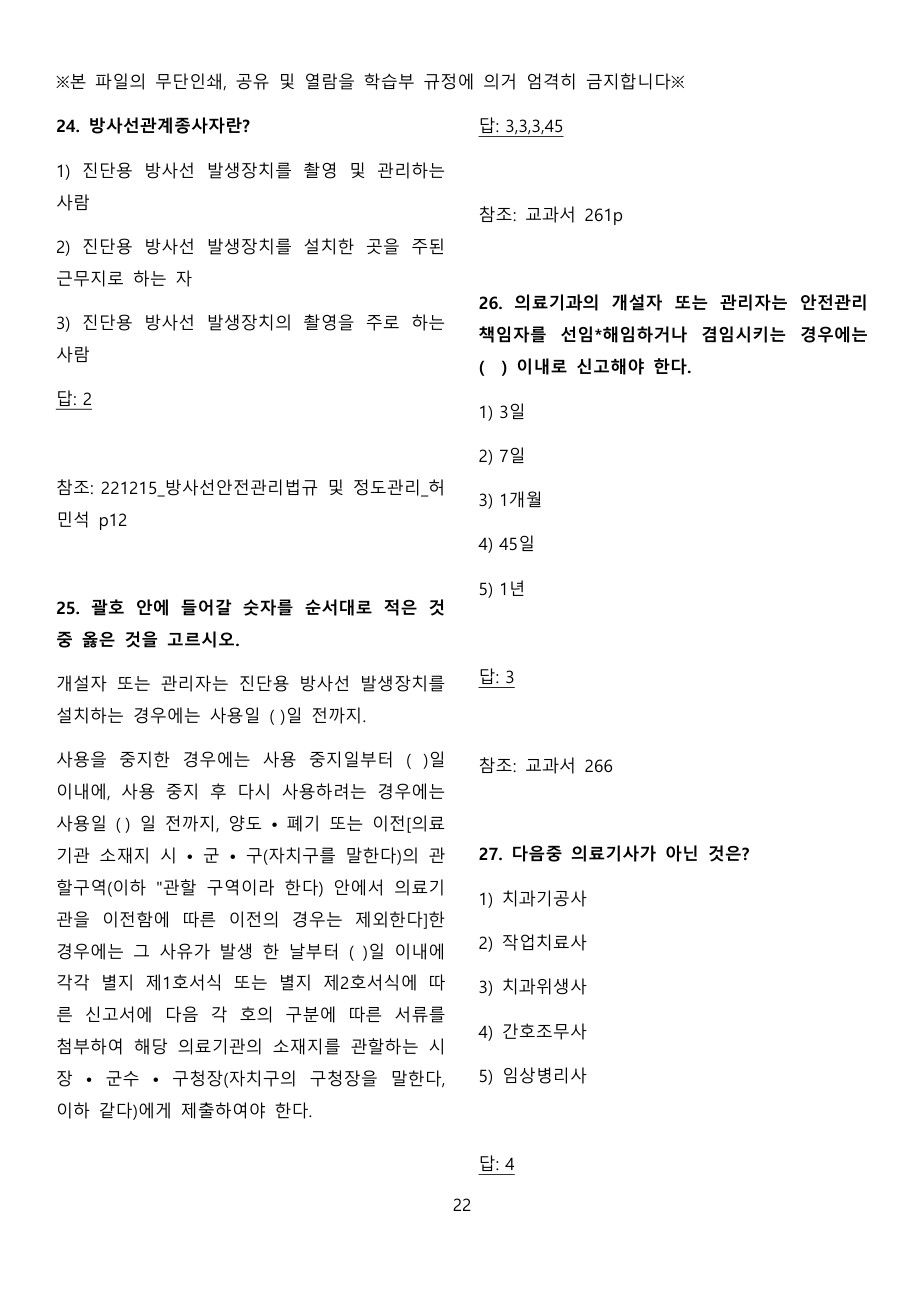 ※본 파일의 무단인쇄, 공유 및 열람을 학습부 규정에 의거 엄격히 금지합니다※
24. 방사선관계종사자란?
1) 진단용 방사선 발생장치를 촬영 및 관리하는
사람
2) 진단용 방사선 발생장치를 설치한 곳을 주된
근무지로 하는 자
3) 진단용 방사선 발생장치의 촬영을 주로 하는
사람
답: 2
참조: 221215_방사선안전관리법규 및 정도관리_허
민석 p12
25. 괄호 안에 들어갈 숫자를 순서대로 적은 것
중 옳은 것을 고르시오.
개설자 또는 관리자는 진단용 방사선 발생장치를
설치하는 경우에는 사용일 ( )일 전까지.
사용을 중지한 경우에는 사용 중지일부터 ( )일
이내에, 사용 중지 후 다시 사용하려는 경우에는
사용일 ( ) 일 전까지, 양도 • 폐기 또는 이전[의료
기관 소재지 시 • 군 • 구(자치구를 말한다)의 관
할구역(이하 "관할 구역이라 한다) 안에서 의료기
관을 이전함에 따른 이전의 경우는 제외한다]한
경우에는 그 사유가 발생 한 날부터 ( )일 이내에
각각 별지 제1호서식 또는 별지 제2호서식에 따
른 신고서에 다음 각 호의 구분에 따른 서류를
첨부하여 해당 의료기관의 소재지를 관할하는 시
장 • 군수 • 구청장(자치구의 구청장을 말한다,
이하 같다)에게 제출하여야 한다.
답: 3,3,3,45
참조: 교과서 261p
26. 의료기과의 개설자 또는 관리자는 안전관리
책임자를 선임*해임하거나 겸임시키는 경우에는
( ) 이내로 신고해야 한다.
1) 3일
2) 7일
3) 1개월
4) 45일
5) 1년
답: 3
참조: 교과서 266
27. 다음중 의료기사가 아닌 것은?
1) 치과기공사
2) 작업치료사
3) 치과위생사
4) 간호조무사
5) 임상병리사
답: 4
22